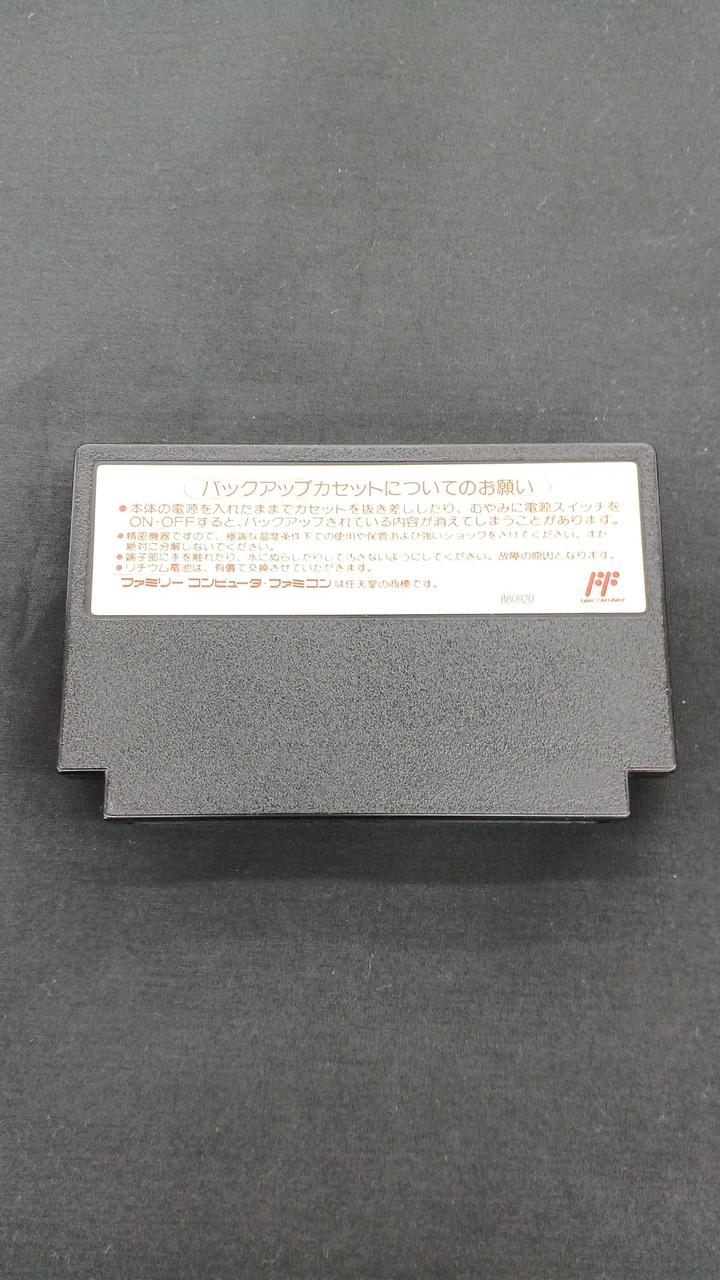 バックアップカセットについてのお願い
●本体の電源を入れたままでカセットを抜き差ししたり、むやみに電源スイッチを
ON・OFFすると、バックアップされている内容が消えてしまうことがあります。
●精密機器ですので、極端な温度条件下での使用や保管および強いショックをさけてください。また
絶対に分解しないでください。
●端子部に手を触れたり、水にぬらしたりして汚さないようにしてください。故障の原因となります。
●リチウム電池は、有償で交換させていただきます。
ファミリーコンピュータ・ファミコンは任天堂の商標です。
880920